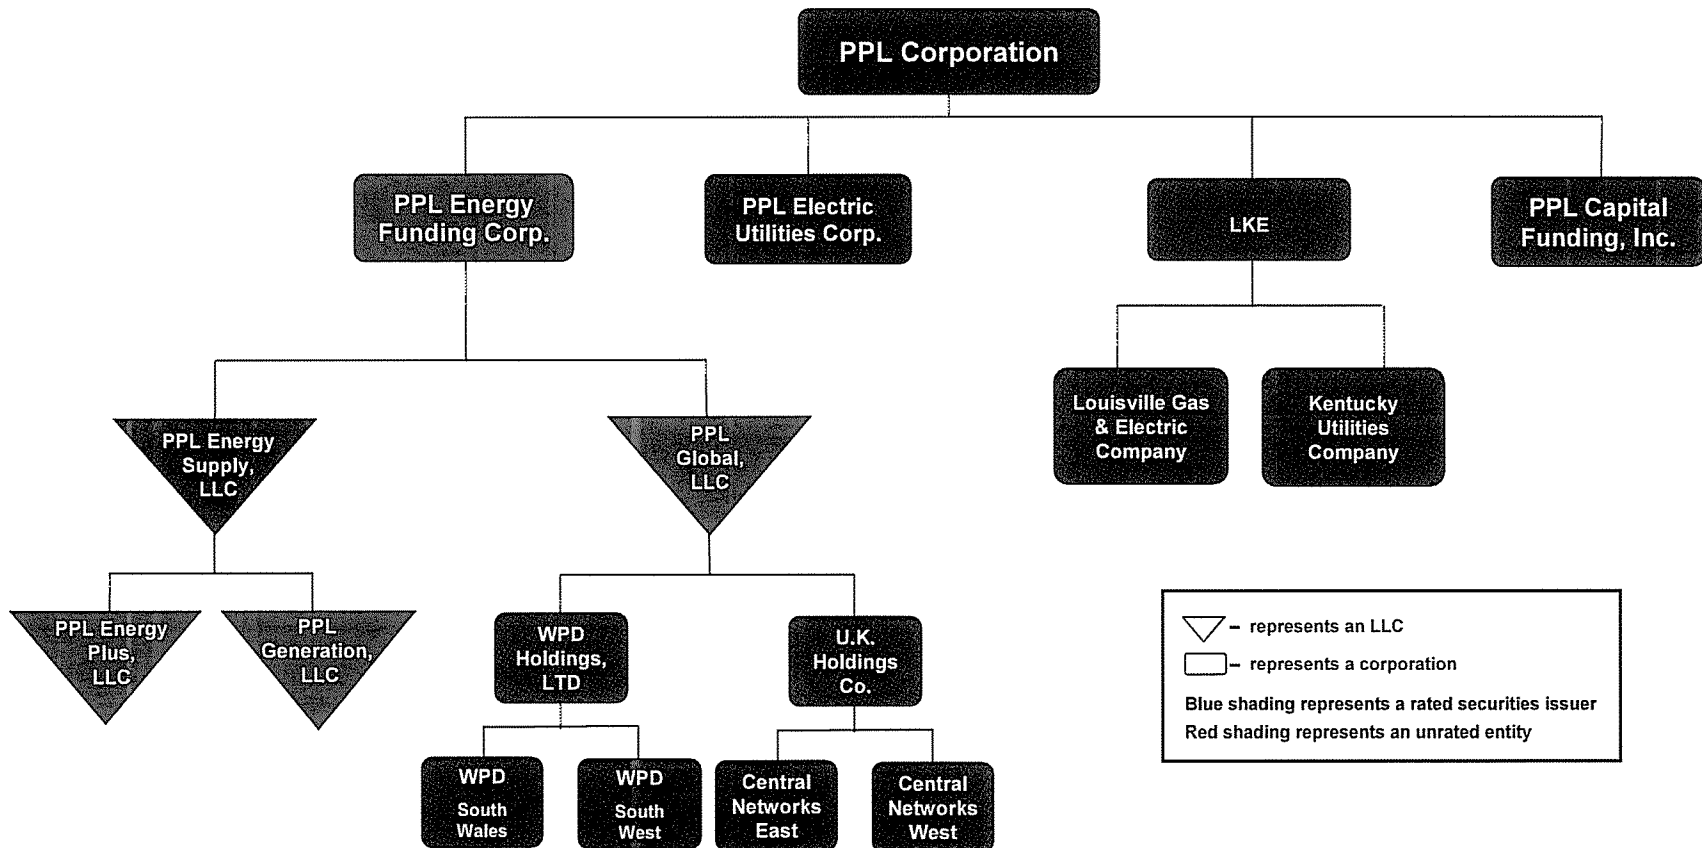 PPL Corporation
PPL Energy
Funding Corp.
PPL Electric
Utilities Corp.
LKE
PPL Capital
Funding, Inc.
Louisville Gas
& Electric
Company
Kentucky
Utilities
Company
PPL Energy
Supply,
LLC
PPL
Global,
LLC
PPL Energy
Plus,
LLC
PPL
Generation,
LLC
WPD
Holdings,
LTD
U.K.
Holdings
Co.
WPD
South
Wales
WPD
South
West
Central
Networks
East
Central
Networks
West
– represents an LLC
– represents a corporation
Blue shading represents a rated securities issuer
Red shading represents an unrated entity